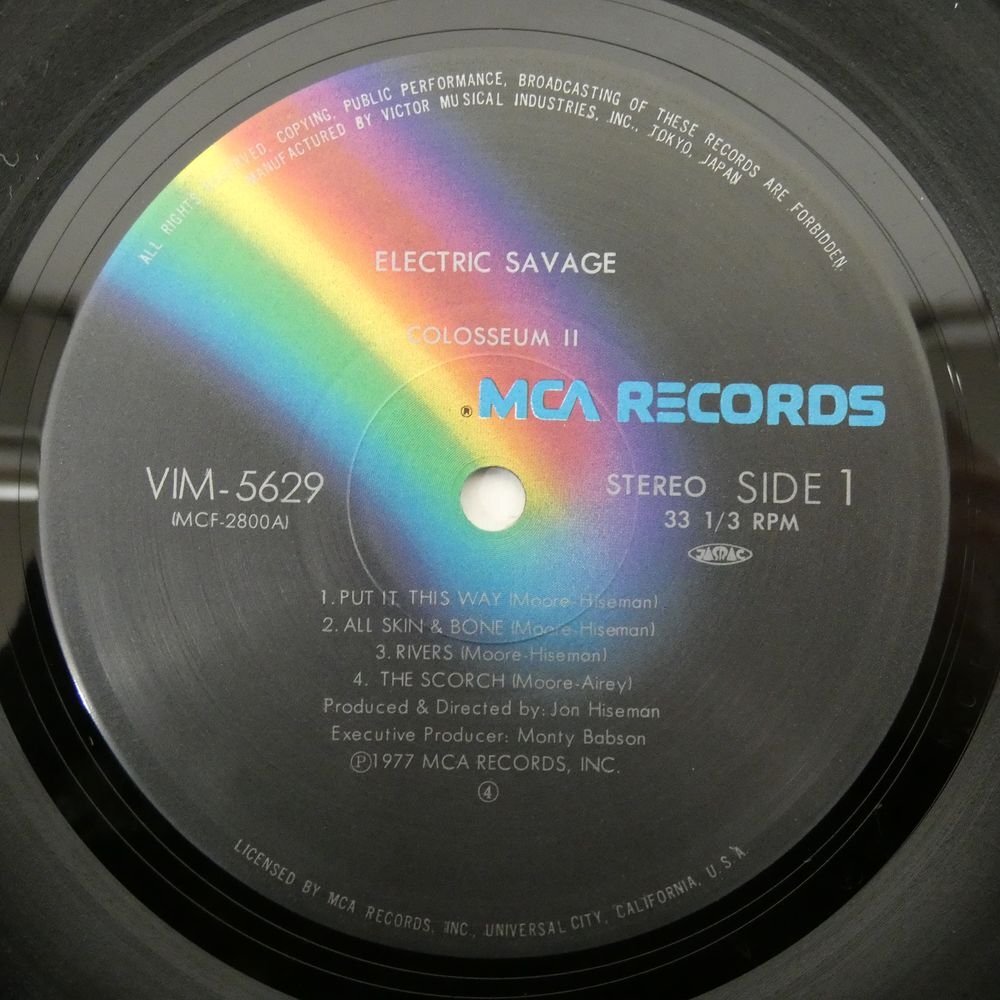 ALL RIGHTS RESERVED. COPYING, PUBLIC PERFORMANCE, BROADCASTING OF THESE RECORDS ARE FORBIDDEN.
MANUFACTURED BY VICTOR MUSICAL INDUSTRIES, INC., TOKYO, JAPAN
ELECTRIC SAVAGE
COLOSSEUM II
® MCA RECORDS
VIM-5629
(MCF-2800A)
STEREO SIDE 1
33 1/3 RPM
JASRAC
1. PUT IT THIS WAY (Moore-Hiseman)
2. ALL SKIN & BONE (Moore-Hiseman)
3. RIVERS (Moore-Hiseman)
4. THE SCORCH (Moore-Airey)
Produced & Directed by: Jon Hiseman
Executive Producer: Monty Babson
Ⓟ1977 MCA RECORDS, INC.
④
LICENSED BY MCA RECORDS, INC., UNIVERSAL CITY, CALIFORNIA, U.S.A.